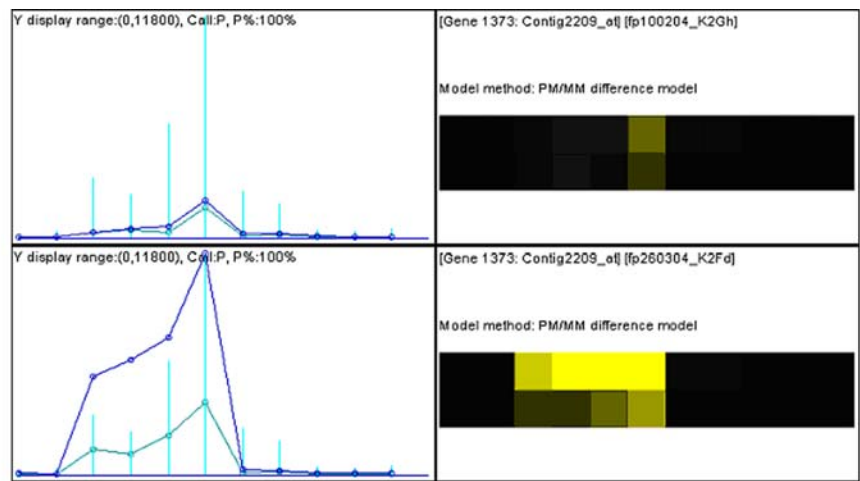 Y display range:(0,11800), Call:P, P%:100%
[Gene 1373: Contig2209_at] [fp100204_K2Gh]
Model method: PM/MM difference model
Y display range:(0,11800), Call:P, P%:100%
[Gene 1373: Contig2209_at] [fp260304_K2Fd]
Model method: PM/MM difference model